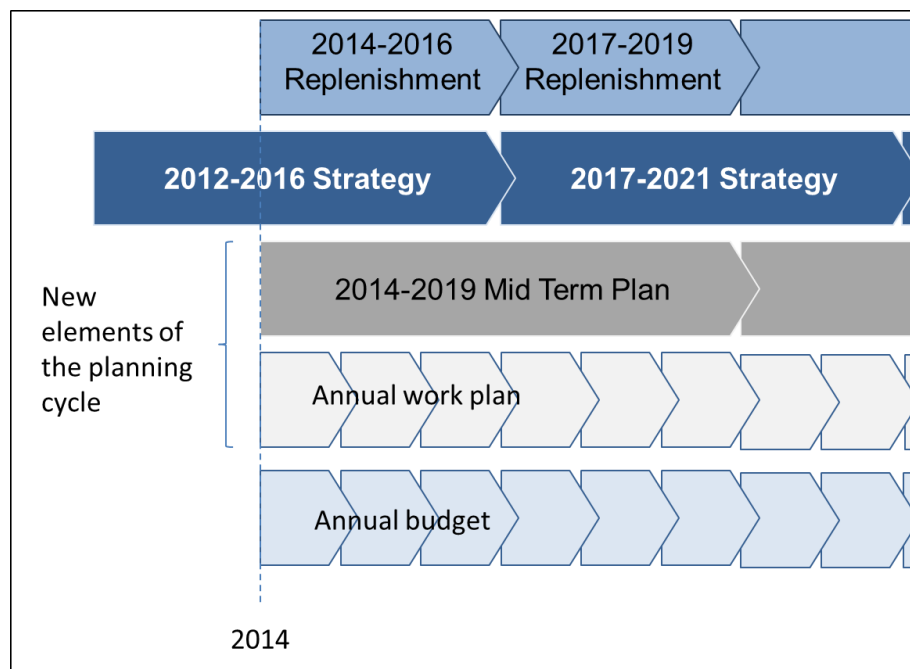 2014-2016
Replenishment
2017-2019
Replenishment
2012-2016 Strategy
2017-2021 Strategy
2014-2019 Mid Term Plan
New
elements of
the planning
cycle
Annual work plan
Annual budget
2014